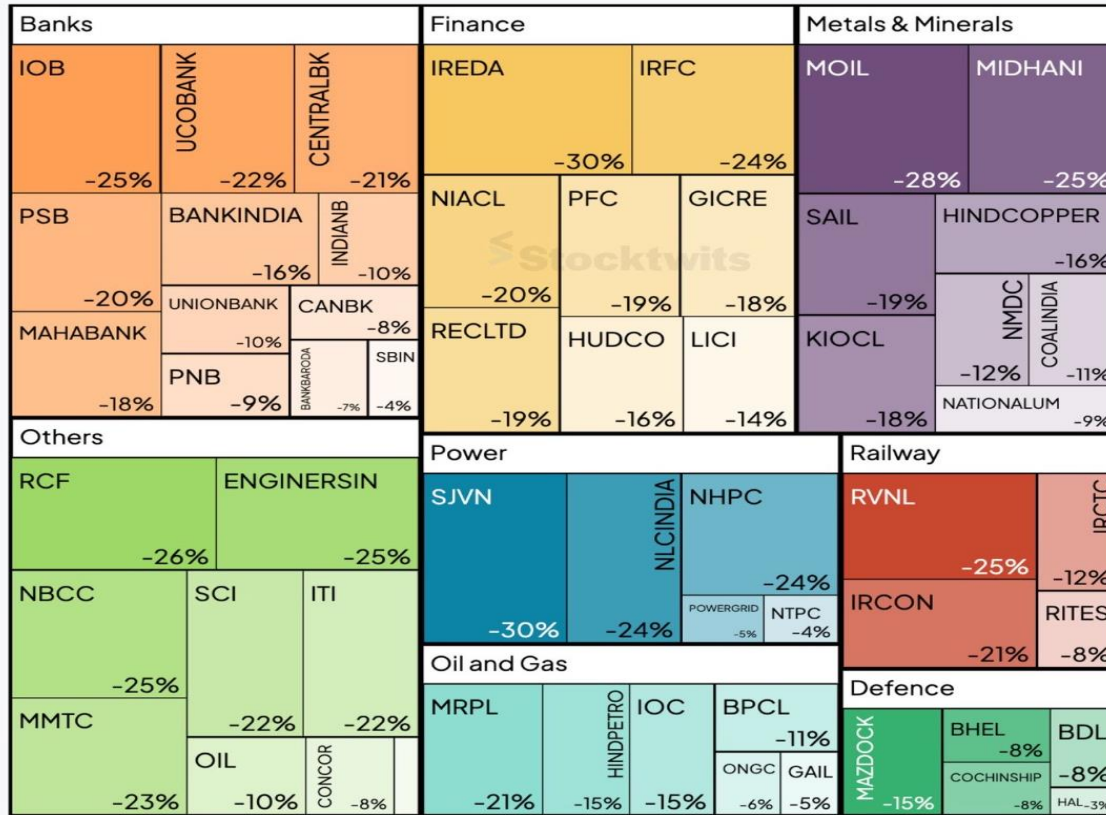 Banks
IOB
-25%
UCOBANK
-22%
CENTRALBK
-21%
PSB
-20%
BANKINDIA
-16%
INDIANB
-10%
MAHABANK
-18%
UNIONBANK
-10%
CANBK
-8%
PNB
-9%
BANKBARODA
-7%
SBIN
-4%
Finance
IREDA
-30%
IRFC
-24%
NIACL
-20%
PFC
-19%
GICRE
-18%
Stocktwits
RECLTD
-19%
HUDCO
-16%
LICI
-14%
Metals & Minerals
MOIL
-28%
MIDHANI
-25%
SAIL
-19%
HINDCOPPER
-16%
KIOCL
-18%
NMDC
-12%
COALINDIA
-11%
NATIONALUM
-9%
Others
RCF
-26%
ENGINERSIN
-25%
NBCC
-25%
SCI
-22%
ITI
-22%
MMTC
-23%
OIL
-10%
CONCOR
-8%
Power
SJVN
-30%
NLCINDIA
-24%
NHPC
-24%
POWERGRID
-5%
NTPC
-4%
Railway
RVNL
-25%
IRCTC
-12%
IRCON
-21%
RITES
-8%
Oil and Gas
MRPL
-21%
HINDPETRO
-15%
IOC
-15%
BPCL
-11%
ONGC
-6%
GAIL
-5%
Defence
MAZDOCK
-15%
BHEL
-8%
BDL
-8%
COCHINSHIP
-8%
HAL -3%